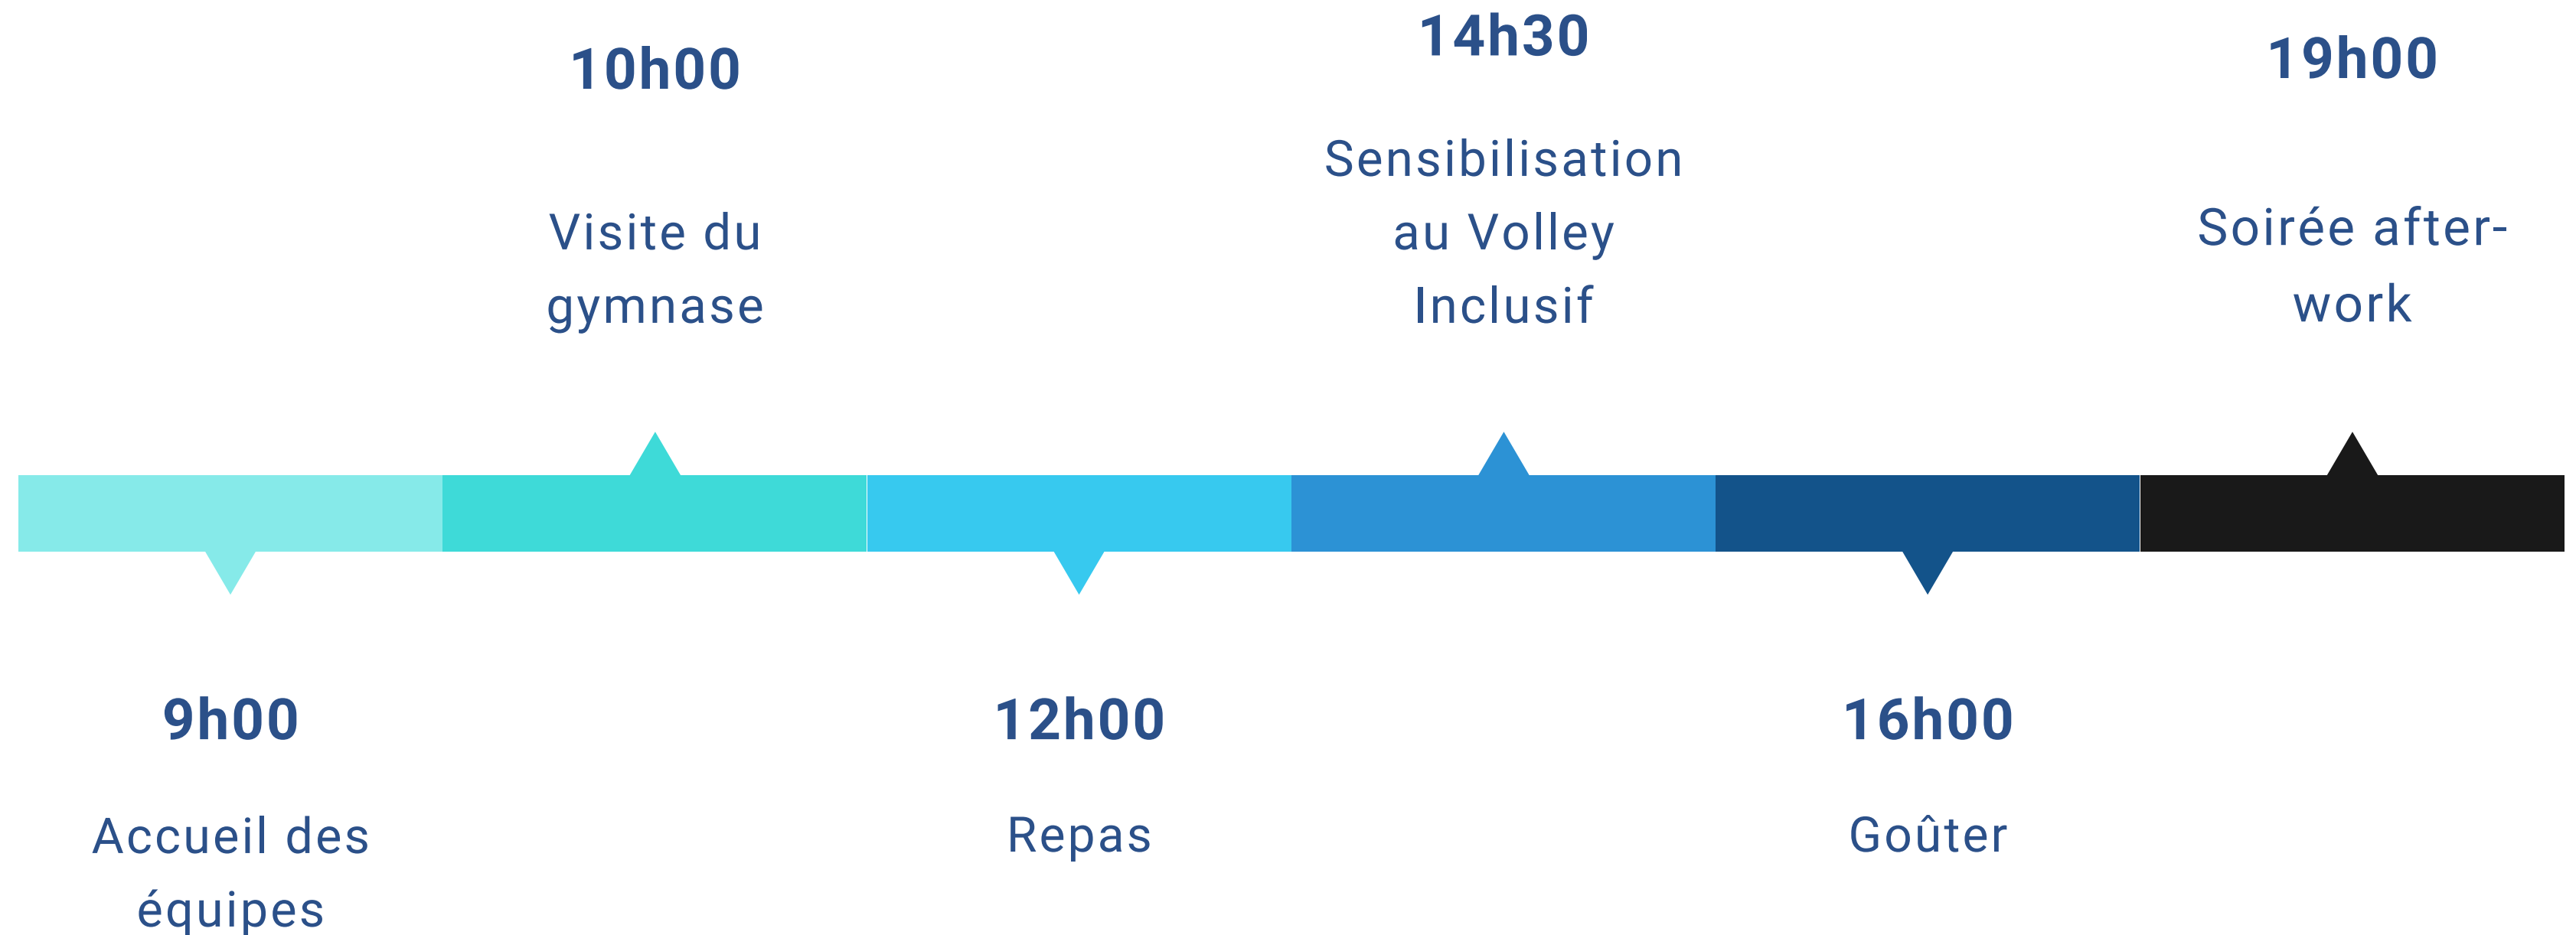 9h00
Accueil des
équipes
10h00
Visite du
gymnase
12h00
Repas
14h30
Sensibilisation
au Volley
Inclusif
16h00
Goûter
19h00
Soirée after-
work